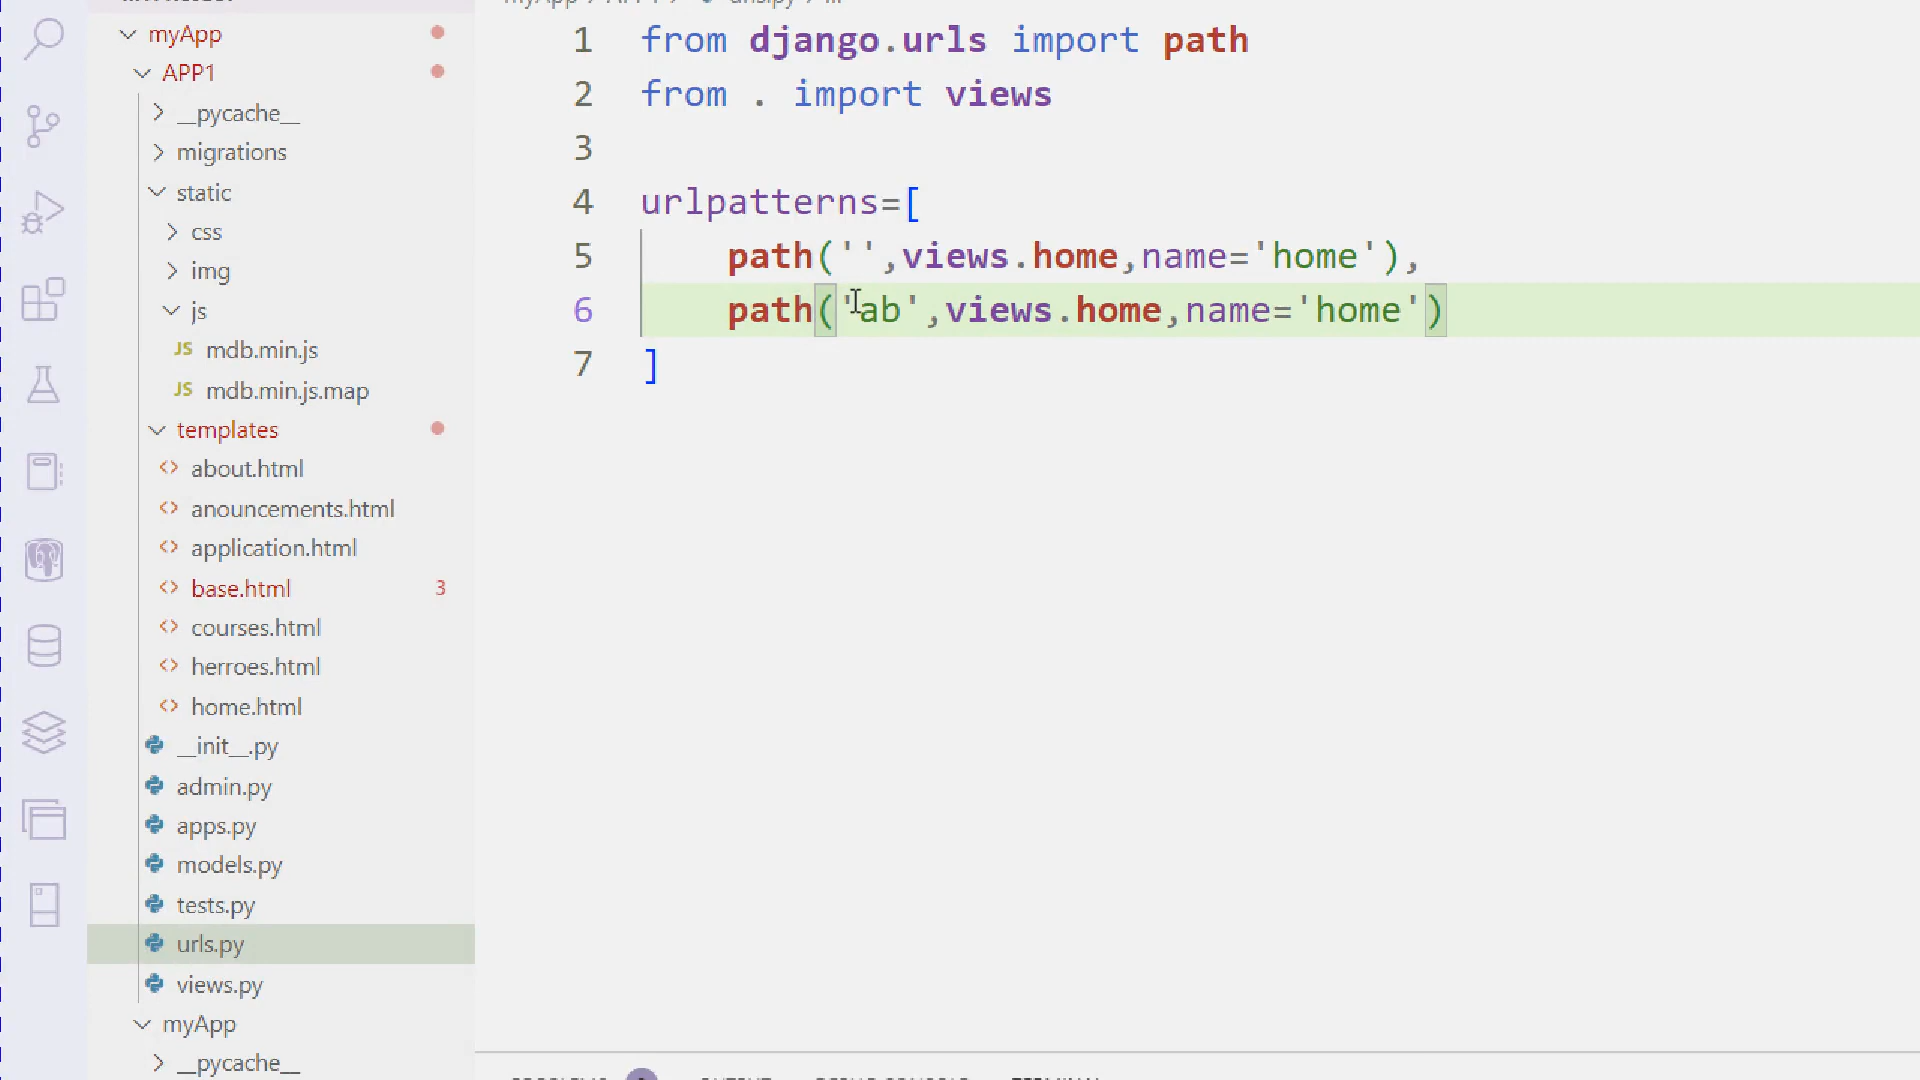 myApp
APP1
__pycache__
migrations
static
css
img
js
JS mdb.min.js
JS mdb.min.js.map
templates
<> about.html
<> anouncements.html
<> application.html
<> base.html 3
<> courses.html
<> herroes.html
<> home.html
__init__.py
admin.py
apps.py
models.py
tests.py
urls.py
views.py
myApp
__pycache__
1 from django.urls import path
2 from . import views
3
4 urlpatterns=[
5 path('',views.home,name='home'),
6 path('ab',views.home,name='home')
7 ]